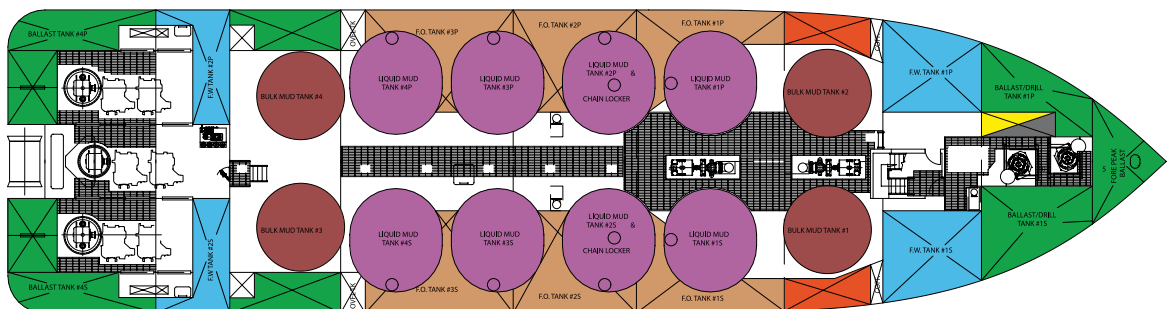 BALLAST TANK #4P
F.W TANK #2P
F.O. TANK #3P
F.O. TANK #2P
F.O. TANK #1P
LIQUID MUD
TANK #4P
LIQUID MUD
TANK #3P
LIQUID MUD
TANK #2P &
CHAIN LOCKER
LIQUID MUD
TANK #1P
BULK MUD TANK #4
BULK MUD TANK #2
F.W. TANK #1P
BALLAST/DRILL
TANK #1P
FORE PEAK
BALLAST
S
BULK MUD TANK #3
LIQUID MUD
TANK #4S
LIQUID MUD
TANK #3S
LIQUID MUD
TANK #2S &
CHAIN LOCKER
LIQUID MUD
TANK #1S
BULK MUD TANK #1
F.W. TANK #1S
BALLAST/DRILL
TANK #1S
BALLAST TANK #4S
F.W TANK #2S
F.O. TANK #3S
F.O. TANK #2S
F.O. TANK #1S